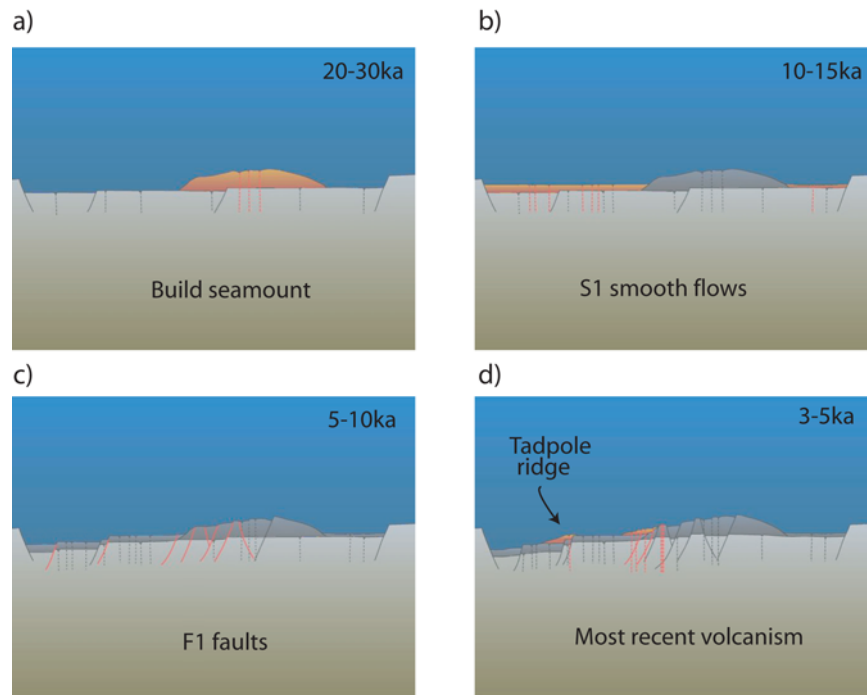 a)
20-30ka
Build seamount
b)
10-15ka
S1 smooth flows
c)
5-10ka
F1 faults
d)
3-5ka
Tadpole
ridge
Most recent volcanism